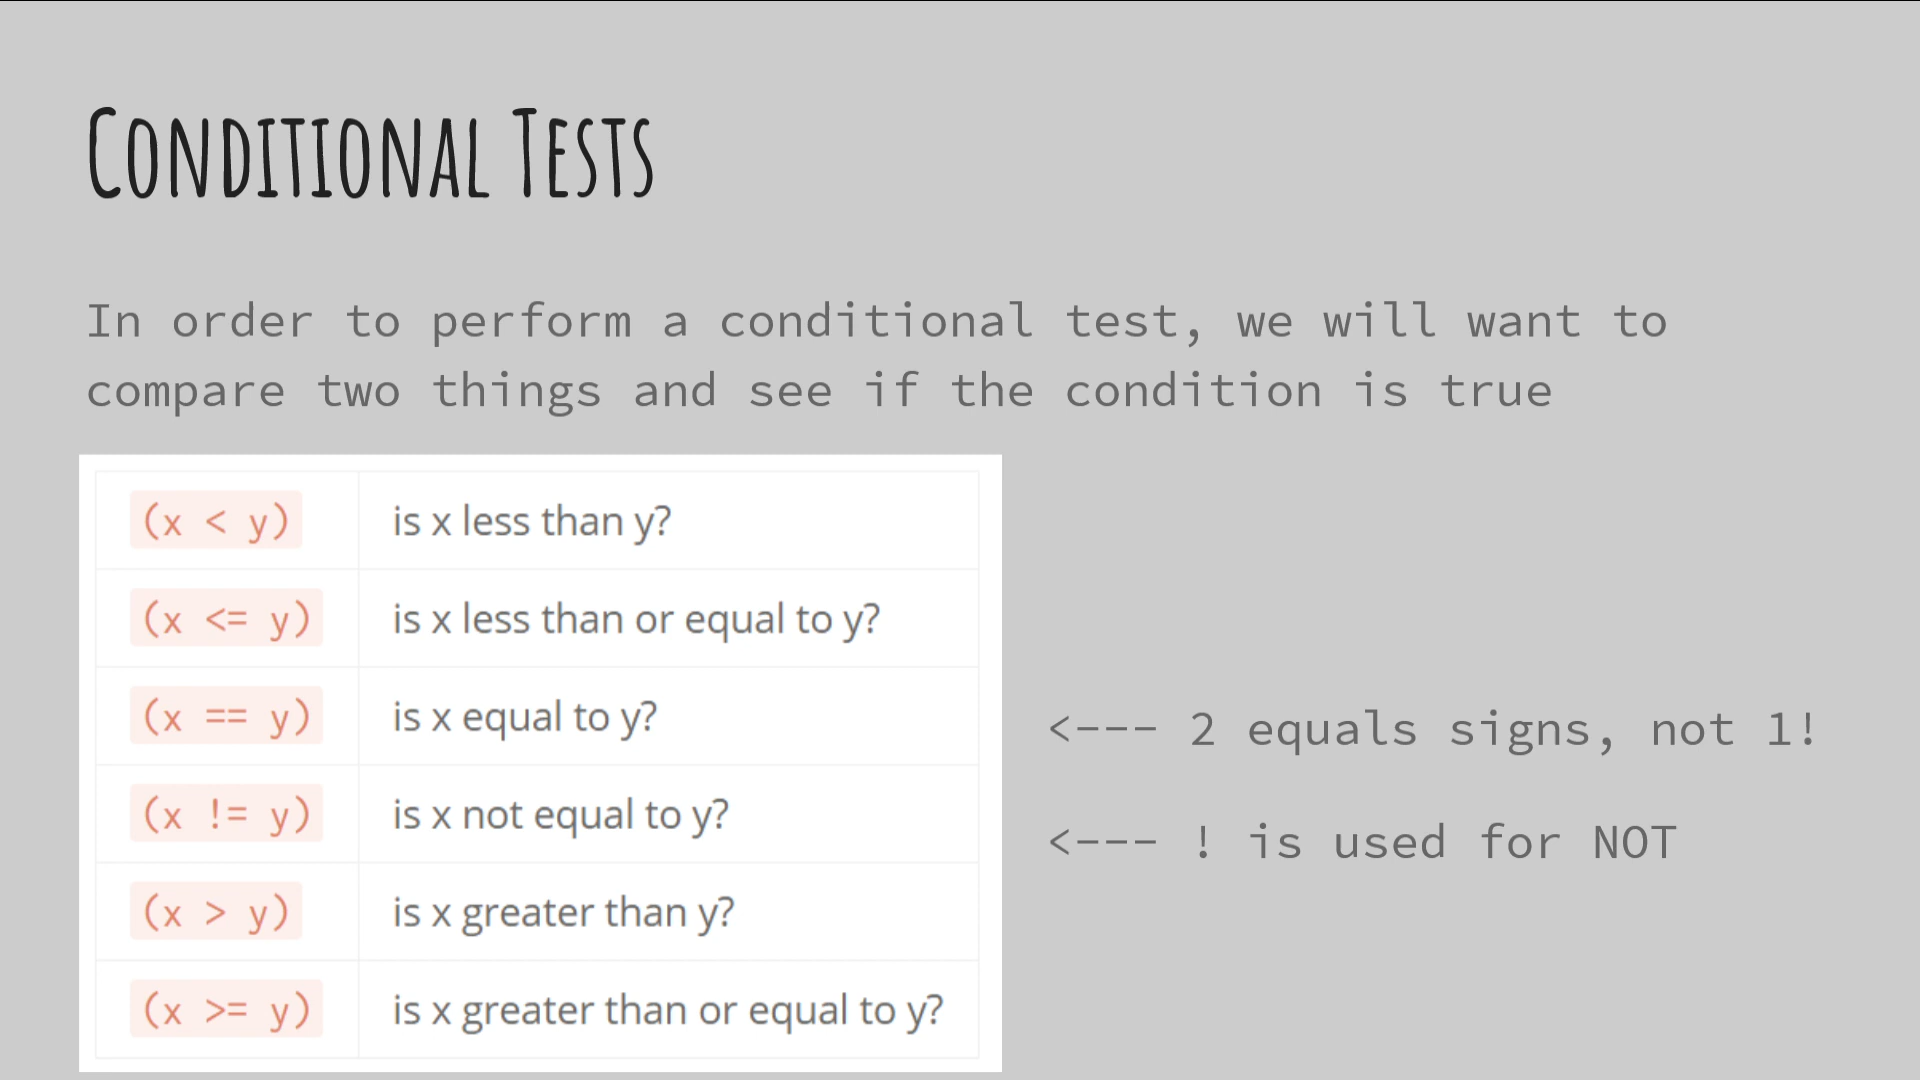 Conditional Tests
In order to perform a conditional test, we will want to
compare two things and see if the condition is true
(x < y) is x less than y?
(x <= y) is x less than or equal to y?
(x == y) is x equal to y? <--- 2 equals signs, not 1!
(x != y) is x not equal to y? <--- ! is used for NOT
(x > y) is x greater than y?
(x >= y) is x greater than or equal to y?